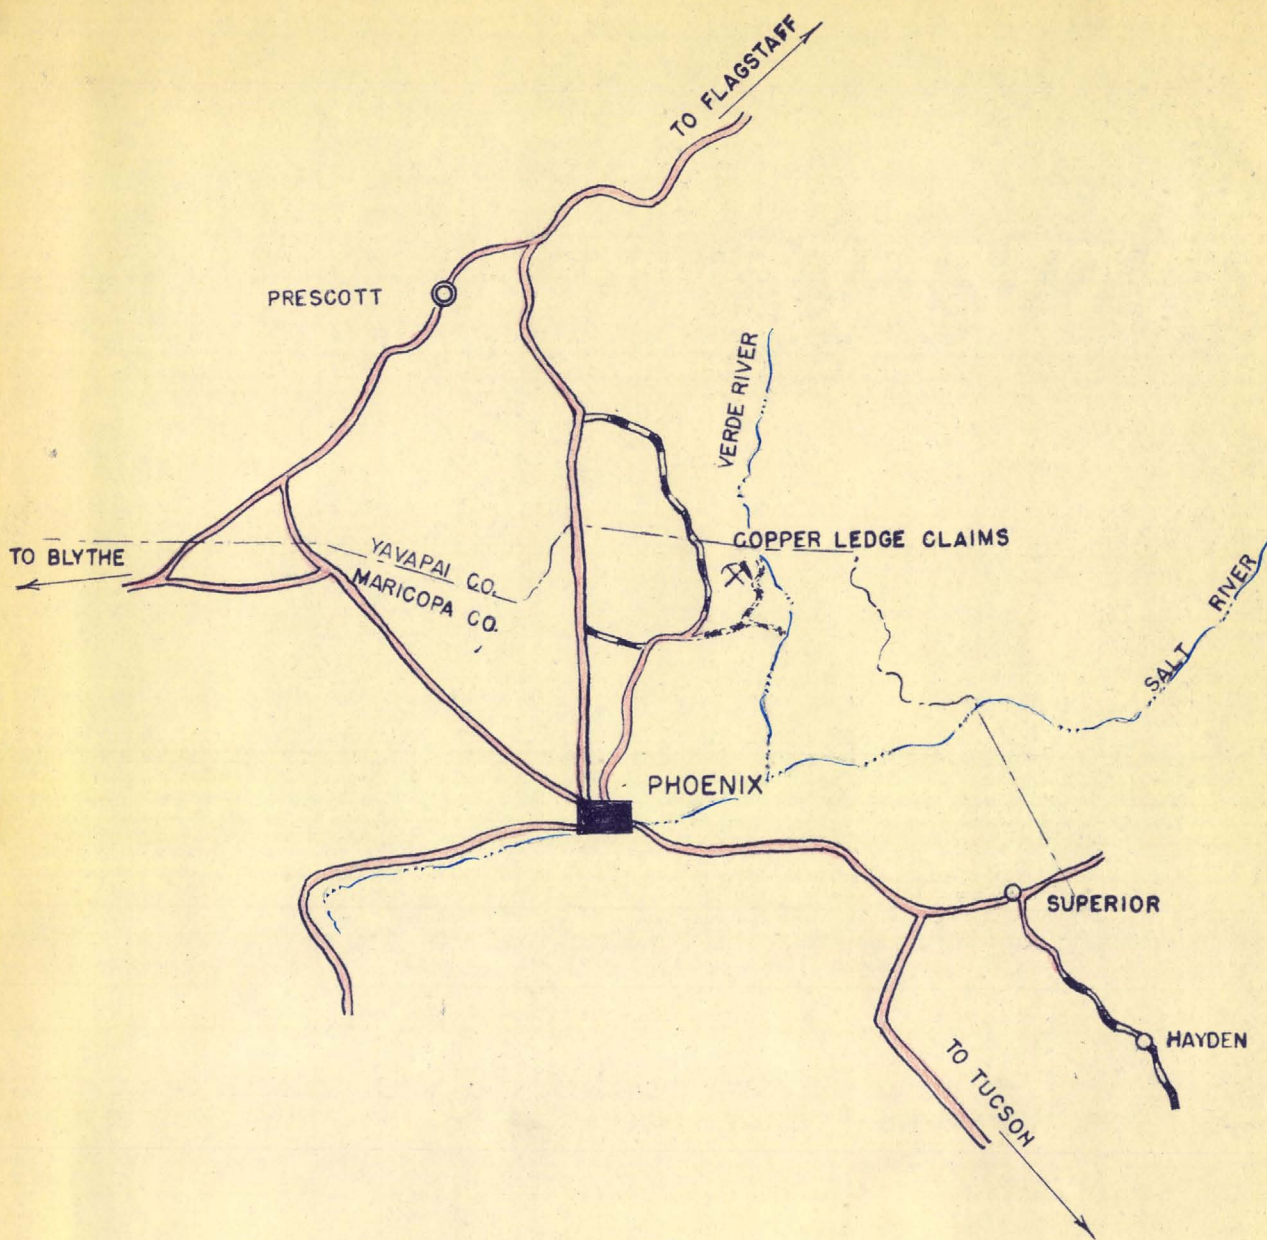 TO FLAGSTAFF
PRESCOTT
VERDE RIVER
COPPER LEDGE CLAIMS
TO BLYTHE
YAVAPAI CO.
MARICOPA CO.
SALT RIVER
PHOENIX
SUPERIOR
HAYDEN
TO TUCSON